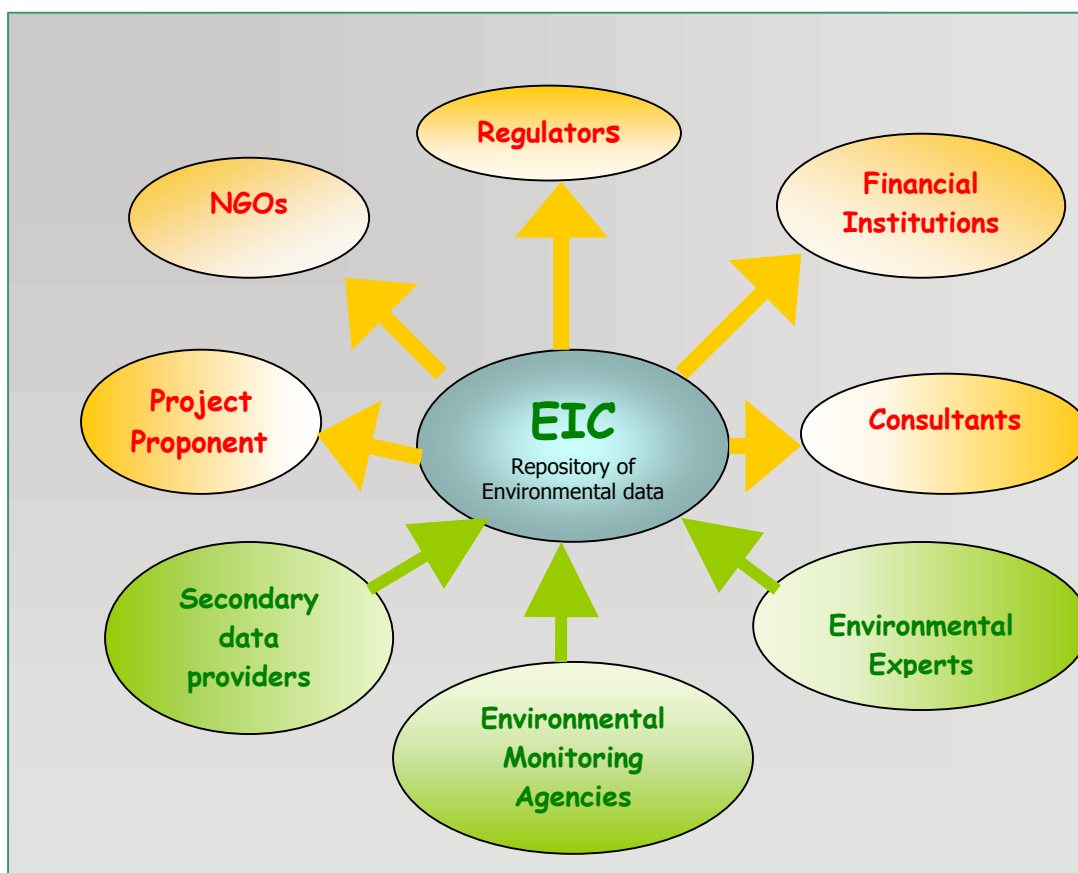 Regulators
NGOs
Financial
Institutions
Project
Proponent
EIC
Repository of
Environmental data
Consultants
Secondary
data
providers
Environmental
Experts
Environmental
Monitoring
Agencies